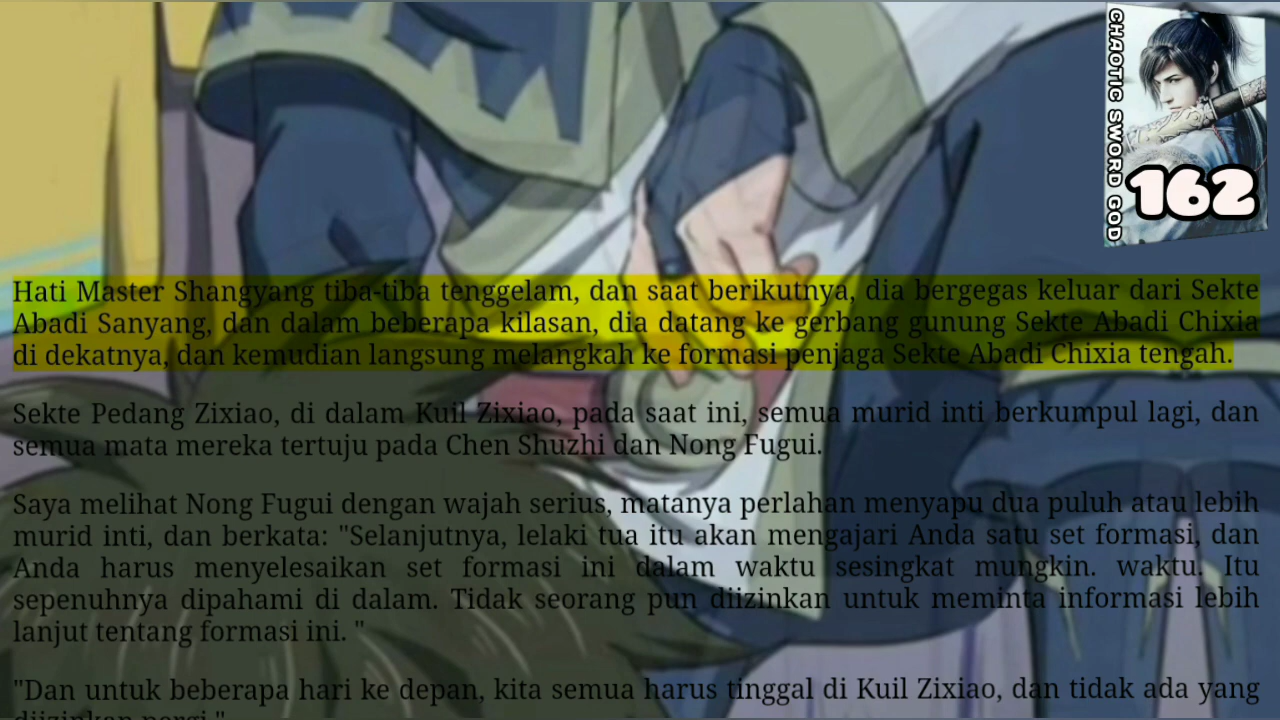 CHAOTIC SWORD GOD
162
Hati Master Shangyang tiba-tiba tenggelam, dan saat berikutnya, dia bergegas keluar dari Sekte
Abadi Sanyang, dan dalam beberapa kilasan, dia datang ke gerbang gunung Sekte Abadi Chixia
di dekatnya, dan kemudian langsung melangkah ke formasi penjaga Sekte Abadi Chixia tengah.
Sekte Pedang Zixiao, di dalam Kuil Zixiao, pada saat ini, semua murid inti berkumpul lagi, dan
semua mata mereka tertuju pada Chen Shuzhi dan Nong Fugui.
Saya melihat Nong Fugui dengan wajah serius, matanya perlahan menyapu dua puluh atau lebih
murid inti, dan berkata: "Selanjutnya, lelaki tua itu akan mengajari Anda satu set formasi, dan
Anda harus menyelesaikan set formasi ini dalam waktu sesingkat mungkin. waktu. Itu
sepenuhnya dipahami di dalam. Tidak seorang pun diizinkan untuk meminta informasi lebih
lanjut tentang formasi ini. "
"Dan untuk beberapa hari ke depan, kita semua harus tinggal di Kuil Zixiao, dan tidak ada yang
diizinkan pergi."